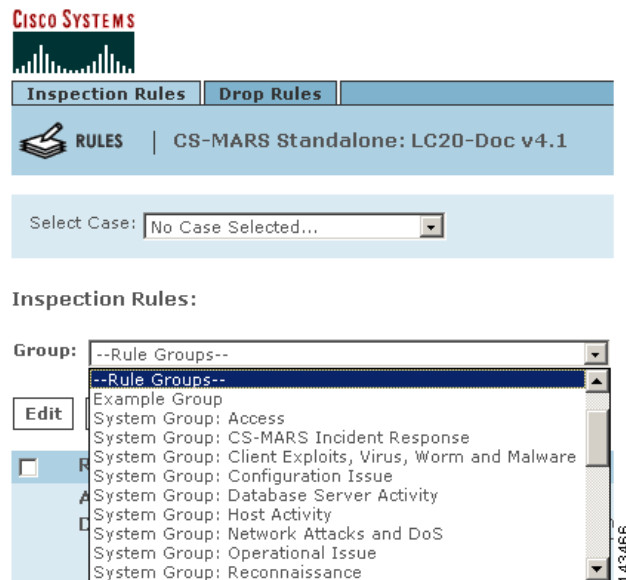 CISCO SYSTEMS
Inspection Rules Drop Rules
RULES | CS-MARS Standalone: LC20-Doc v4.1
Select Case: No Case Selected...
Inspection Rules:
Group: --Rule Groups--
--Rule Groups--
Example Group
Edit
System Group: Access
System Group: CS-MARS Incident Response
System Group: Client Exploits, Virus, Worm and Malware
System Group: Configuration Issue
System Group: Database Server Activity
System Group: Host Activity
System Group: Network Attacks and DoS
System Group: Operational Issue
System Group: Reconnaissance